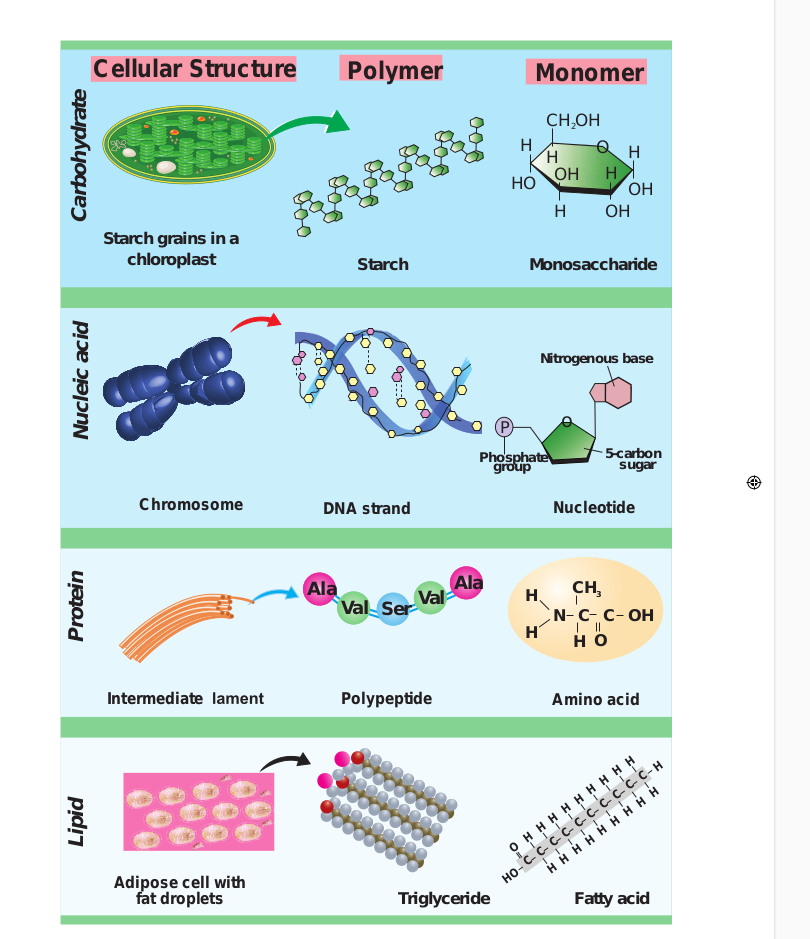 Cellular Structure
Polymer
Monomer
Carbohydrate
CH2OH
O
H
H
H
OH
H
HO
OH
H
OH
Starch grains in a
chloroplast
Starch
Monosaccharide
Nucleic acid
Nitrogenous base
P
O
Phosphate
group
5-carbon
sugar
Chromosome
DNA strand
Nucleotide
Protein
Ala
Val
Ser
Val
Ala
H
CH3
N C C OH
H
H O
Intermediate lament
Polypeptide
Amino acid
Lipid
H H H H H H H H H
O
HO C C C C C C C C C C H
H H H H H H H H H
Adipose cell with
fat droplets
Triglyceride
Fatty acid